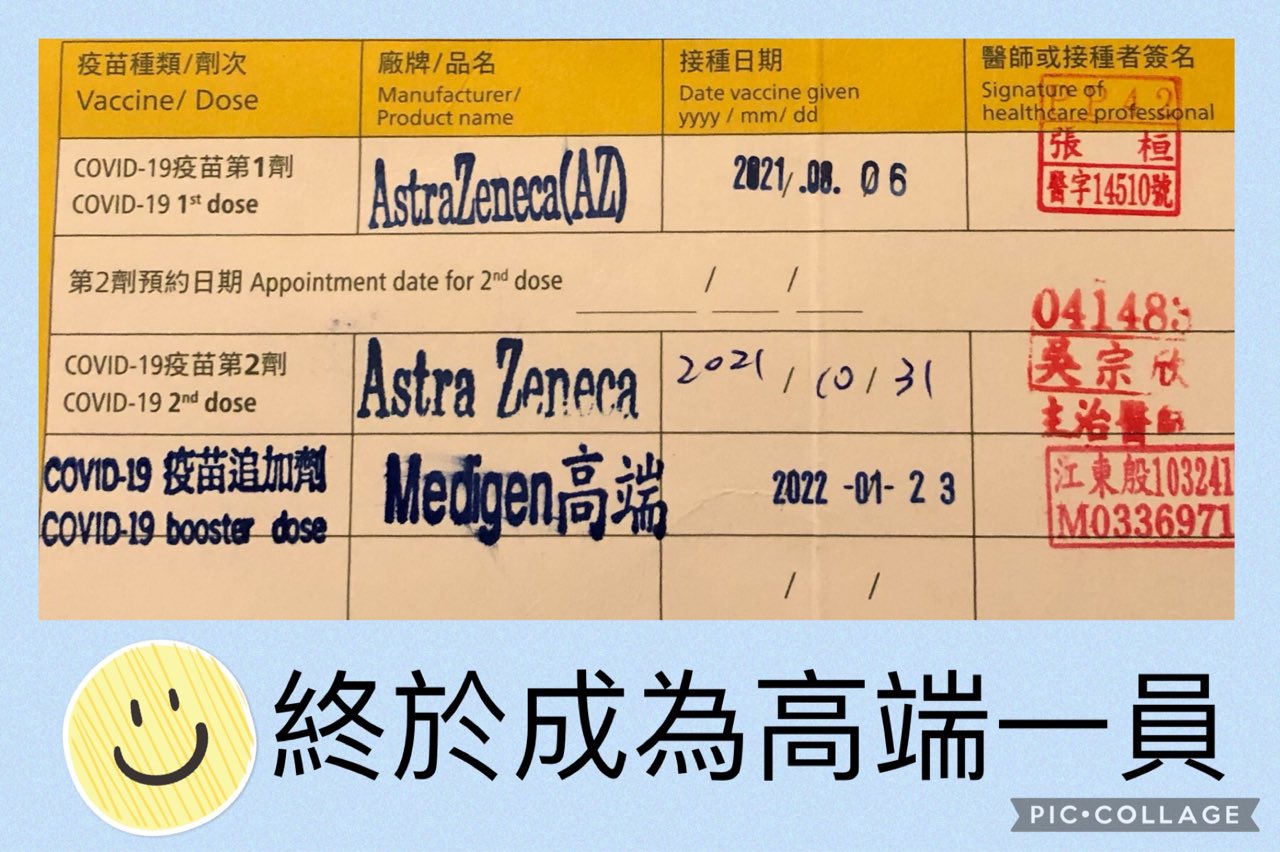 疫苗種類/劑次
Vaccine/ Dose
廠牌/品名
Manufacturer/
Product name
接種日期
Date vaccine given
yyyy / mm/ dd
醫師或接種者簽名
Signature of
healthcare professional
COVID-19疫苗第1劑
COVID-19 1st dose
AstraZeneca(AZ)
2021/.08. 06
張 桓
醫字14510號
第2劑預約日期 Appointment date for 2nd dose
/ /
COVID-19疫苗第2劑
COVID-19 2nd dose
Astra Zeneca
2021 / 10 / 31
吳宗欣
主治醫師
COVID-19 疫苗追加劑
COVID-19 booster dose
Medigen高端
2022 -01- 23
江東殷103241
M0336971
/ /
終於成為高端一員
PIC•COLLAGE